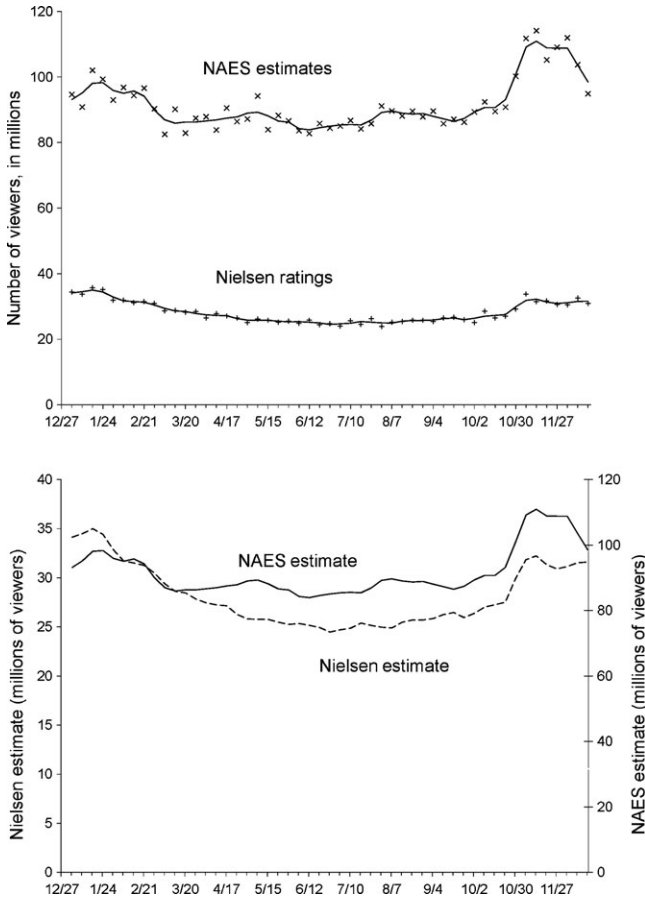 120
100
80
60
40
20
0
Number of viewers, in millions
NAES estimates
Nielsen ratings
12/27 1/24 2/21 3/20 4/17 5/15 6/12 7/10 8/7 9/4 10/2 10/30 11/27
40
35
30
25
20
15
10
5
0
Nielsen estimate (millions of viewers)
NAES estimate
Nielsen estimate
120
100
80
60
40
20
0
NAES estimate (millions of viewers)
12/27 1/24 2/21 3/20 4/17 5/15 6/12 7/10 8/7 9/4 10/2 10/30 11/27